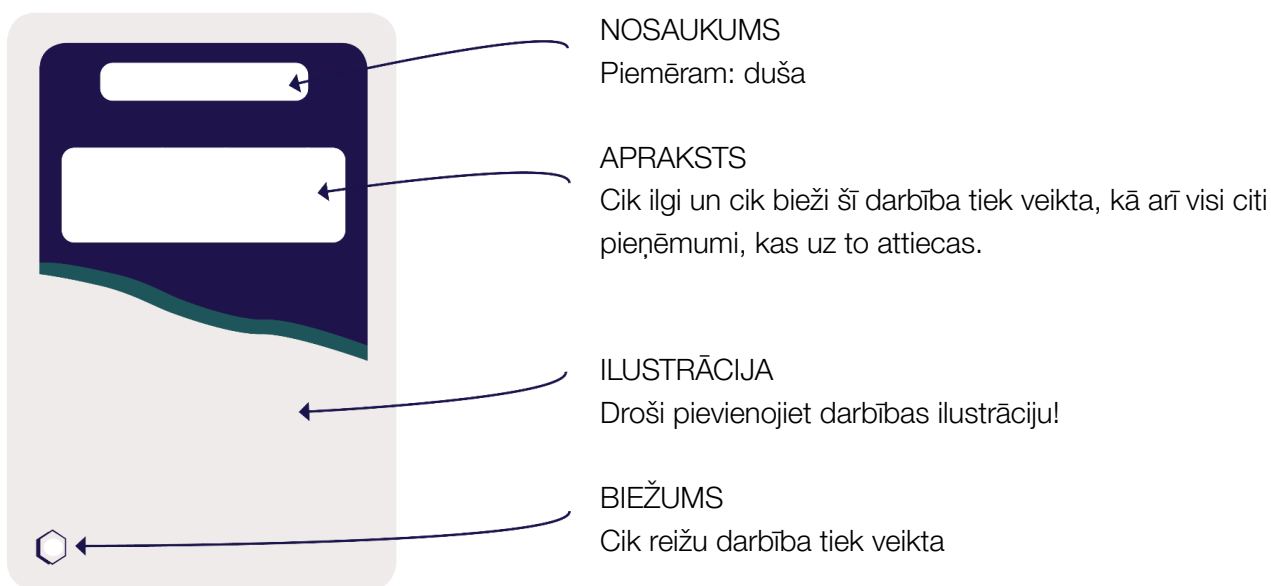 NOSAUKUMS
Piemēram: duša
APRAKSTS
Cik ilgi un cik bieži šī darbība tiek veikta, kā arī visi citi
pieņēmumi, kas uz to attiecas.
ILUSTRĀCIJA
Droši pievienojiet darbības ilustrāciju!
BIEŽUMS
Cik reižu darbība tiek veikta